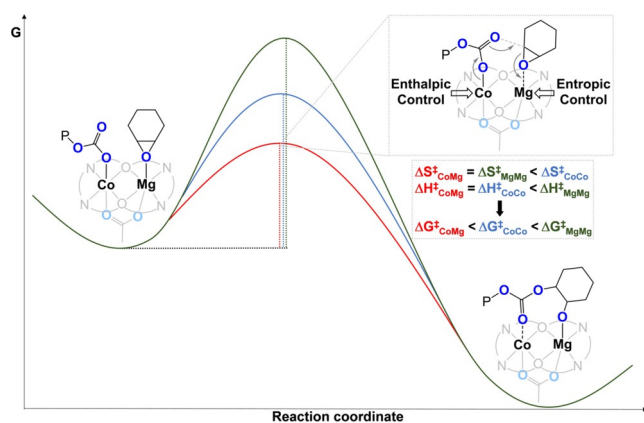 G
P
O
O
O
O
O
Enthalpic
Control
Entropic
Control
Co
Mg
N
O
N
N
O
N
O
O
ΔS‡CoMg = ΔS‡MgMg < ΔS‡CoCo
ΔH‡CoMg = ΔH‡CoCo < ΔH‡MgMg
ΔG‡CoMg < ΔG‡CoCo < ΔG‡MgMg
P
O
O
O
O
N
O
N
Co
Mg
N
O
N
O
O
P
O
O
O
O
N
O
N
Co
Mg
N
O
N
O
O
Reaction coordinate